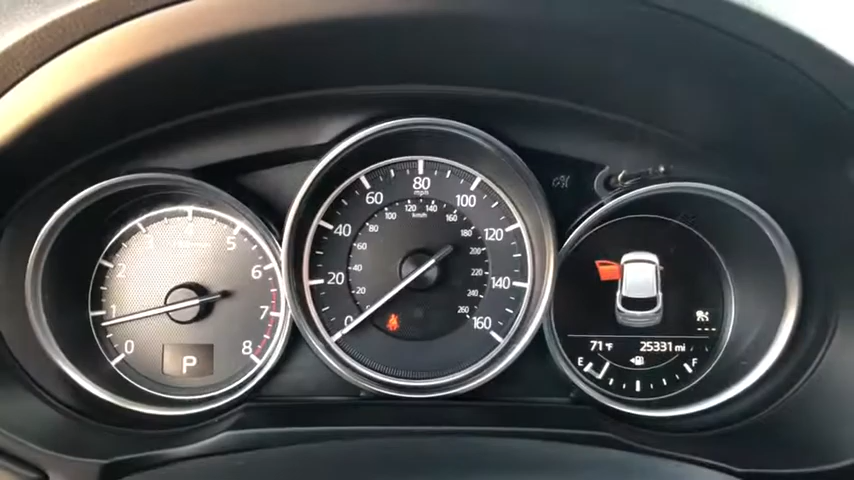 0 1 2 4 5 6 7 8
P
0 20 40 60 80 100 120 140 160
mph
20 40 60 80 100 120 140 160 180 200 220 240 260
km/h
71°F 25331 mi
E F